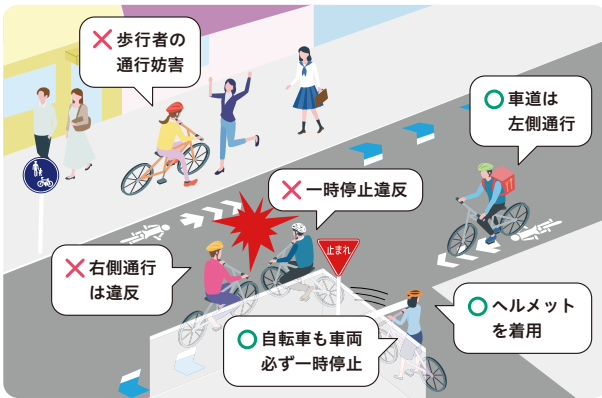 ×歩行者の
通行妨害
○車道は
左側通行
×一時停止違反
止まれ
×右側通行
は違反
○ヘルメット
を着用
○自転車も車両
必ず一時停止